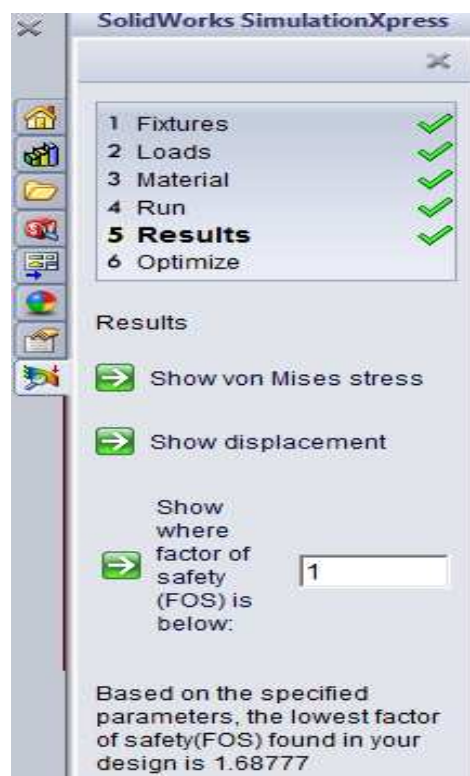 SolidWorks SimulationXpress
1 Fixtures
2 Loads
3 Material
4 Run
5 Results
6 Optimize
Results
Show von Mises stress
Show displacement
Show
where
factor of
safety
(FOS) is
below:
1
Based on the specified
parameters, the lowest factor
of safety(FOS) found in your
design is 1.68777